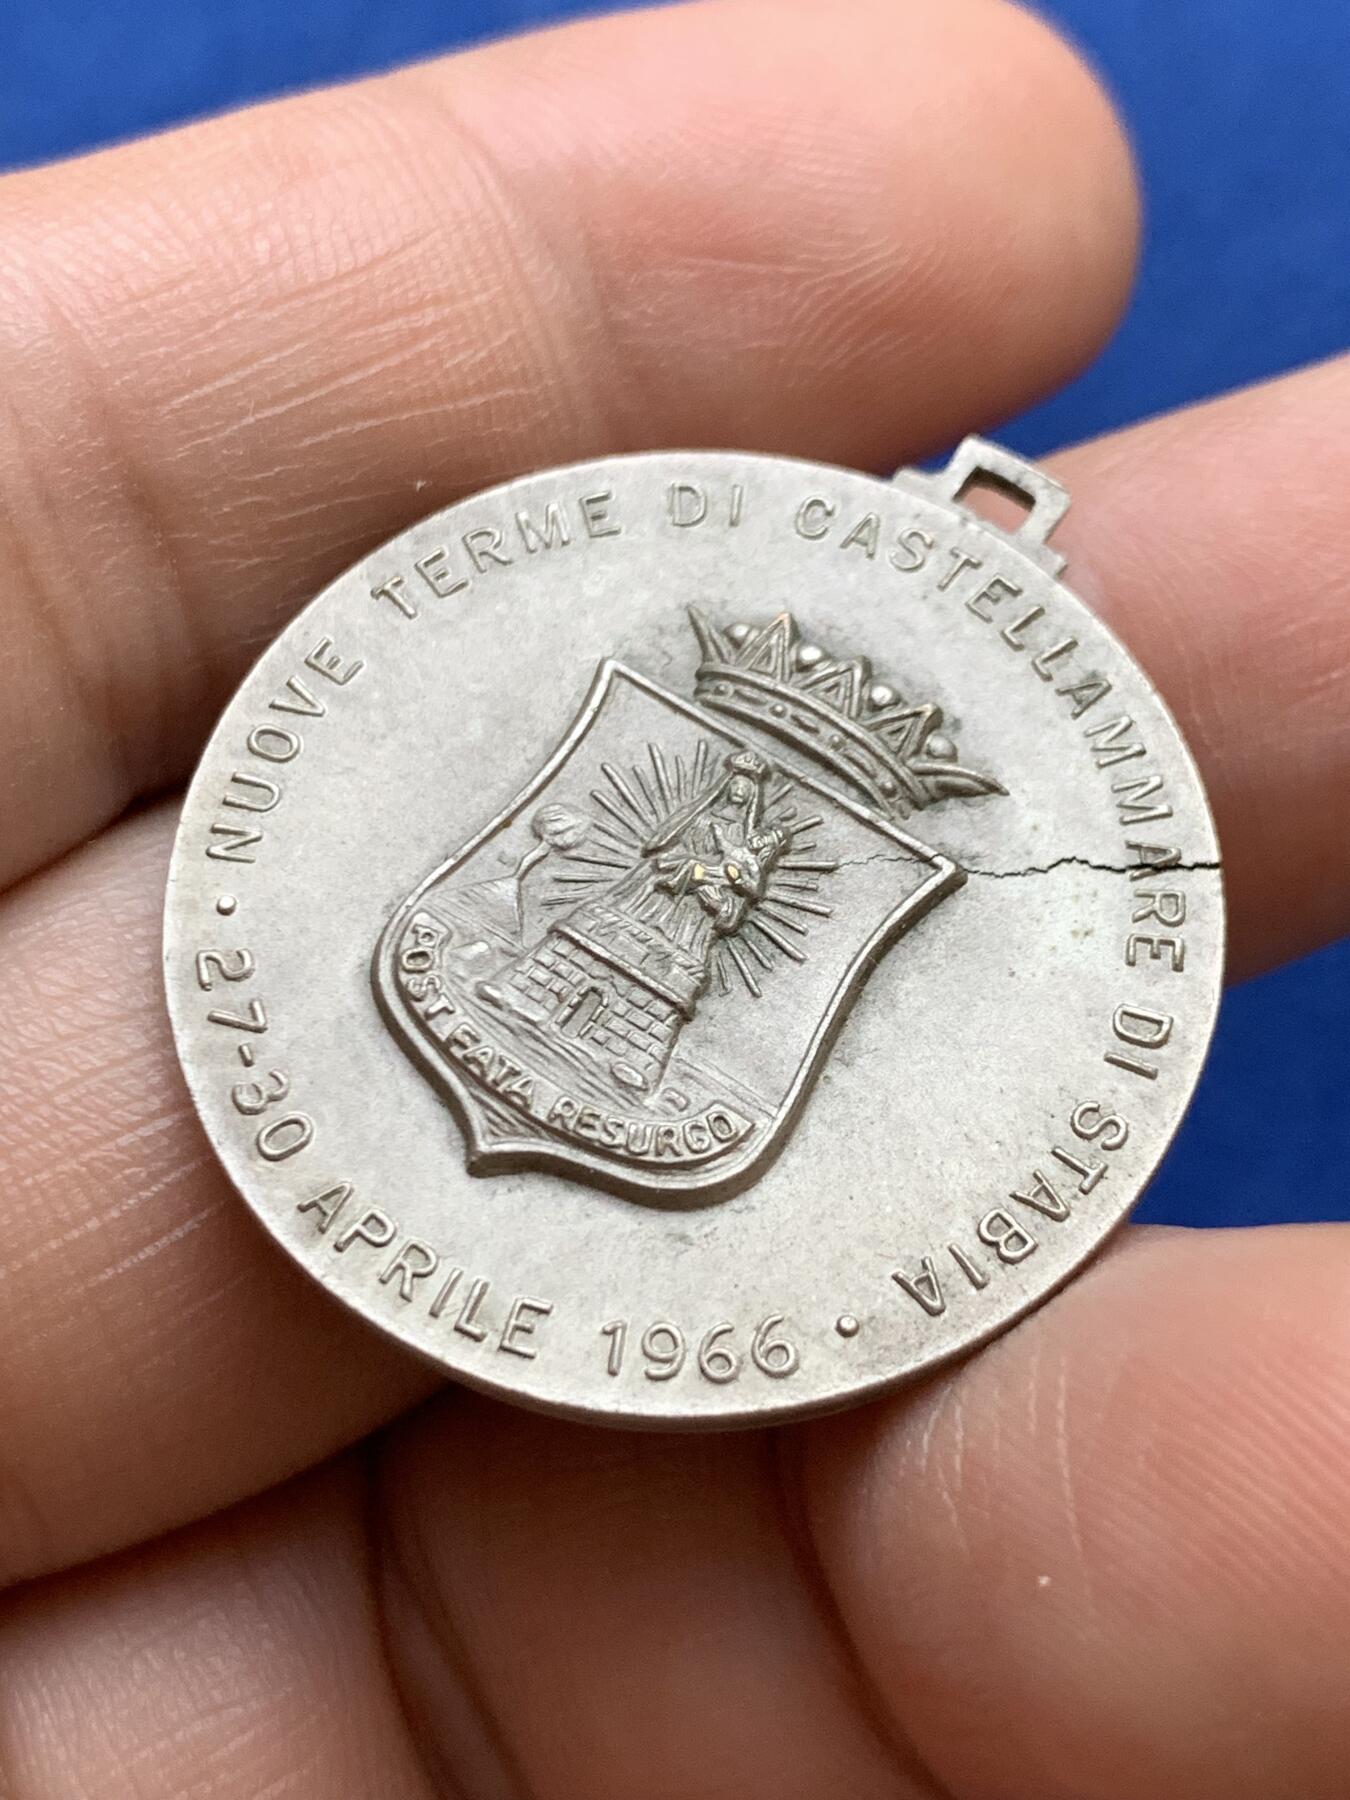 NUOVE TERME DI CASTELLAMMARE DI STABIA
· 27-30 APRILE 1966 ·
POST FATA RESURGO